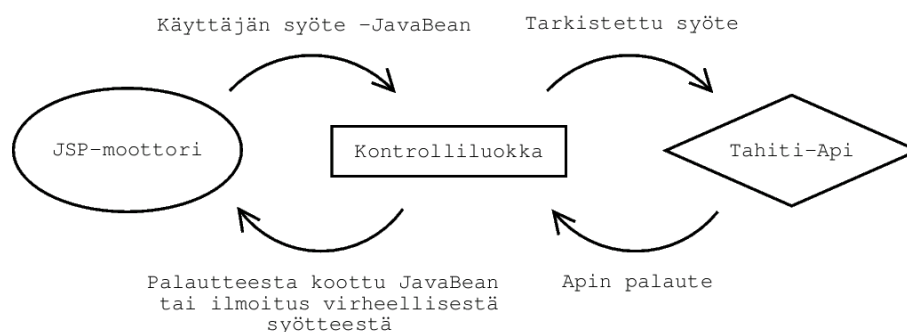 Käyttäjän syöte -JavaBean
Tarkistettu syöte
JSP-moottori
Kontrolliluokka
Tahiti-Api
Palautteesta koottu JavaBean
tai ilmoitus virheellisestä
syötteestä
Apin palaute